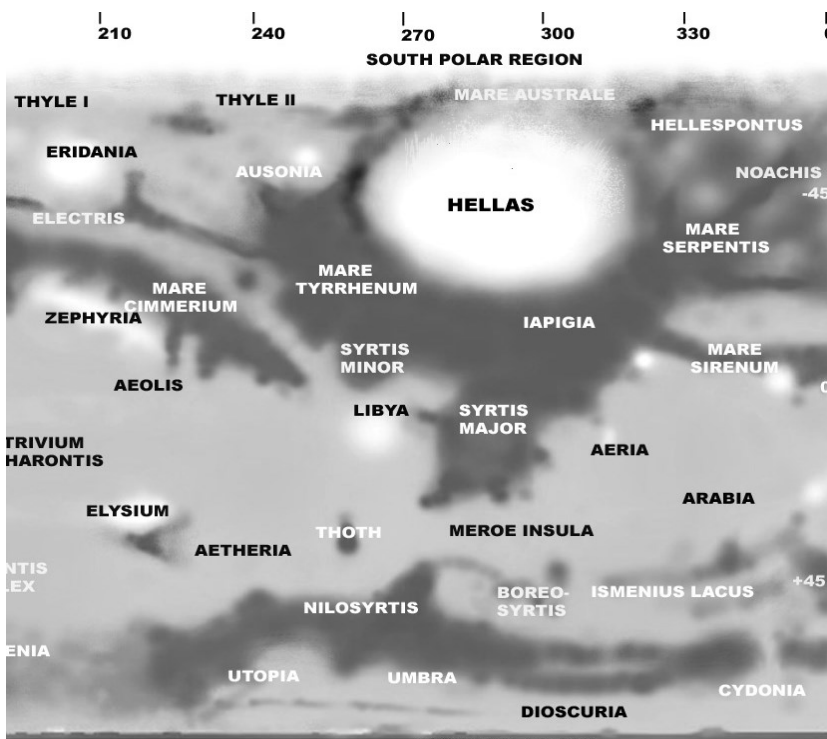 210 240 270 300 330 0
SOUTH POLAR REGION
THYLE I
THYLE II
MARE AUSTRALE
HELLESPONTUS
ERIDANIA
AUSONIA
NOACHIS
-45
HELLAS
ELECTRIS
MARE
SERPENTIS
MARE
TYRRHENUM
MARE
CIMMERIUM
ZEPHYRIA
IAPIGIA
SYRTIS
MINOR
MARE
SIRENUM
AEOLIS
0
LIBYA
SYRTIS
MAJOR
TRIVIUM
HARONTIS
AERIA
ARABIA
ELYSIUM
THOTH
MEROE INSULA
AETHERIA
NTIS
LEX
+45
BOREO-
SYRTIS
ISMENIUS LACUS
NILOSYRTIS
ENIA
UTOPIA
UMBRA
CYDONIA
DIOSCURIA